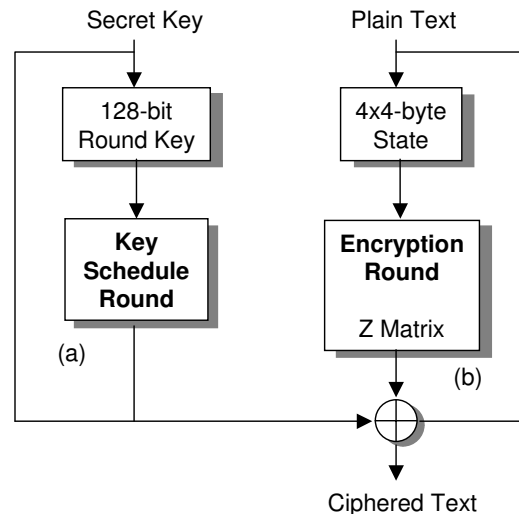 Secret Key
128-bit
Round Key
Key
Schedule
Round
(a)
Plain Text
4x4-byte
State
Encryption
Round
Z Matrix
(b)
Ciphered Text